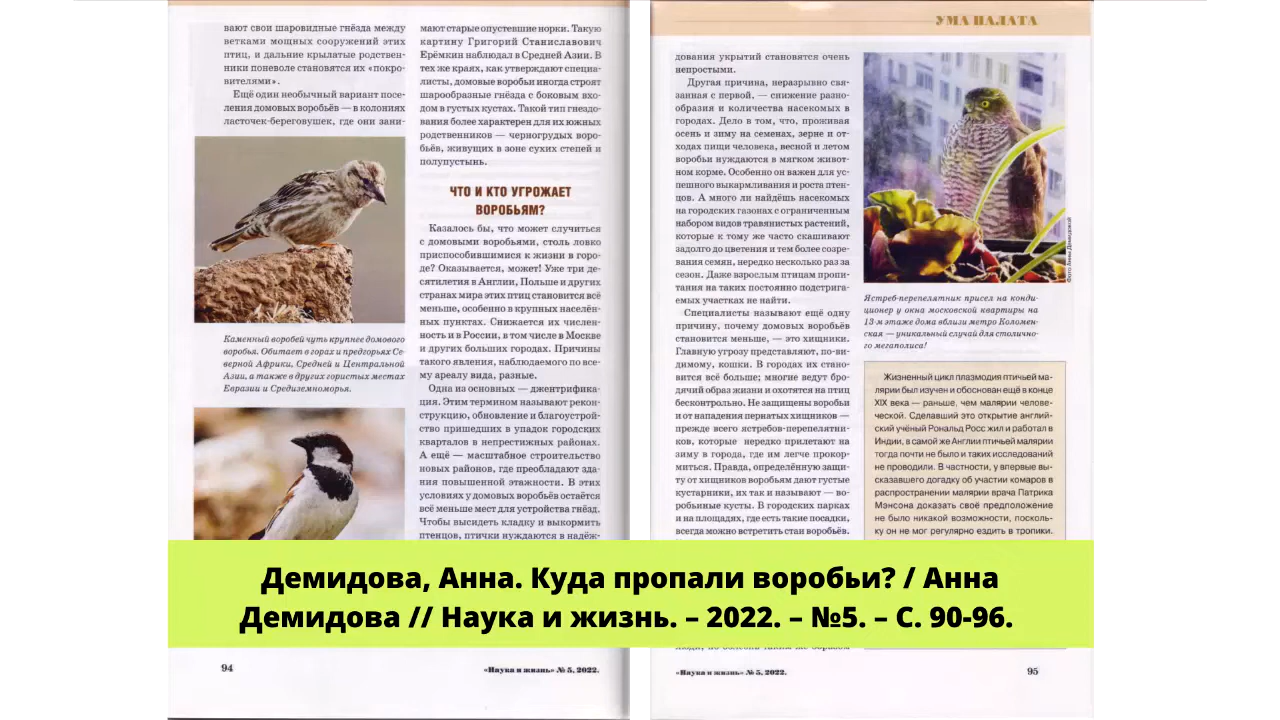 вают свои шаровидные гнёзда между
ветками мощных сооружений этих
птиц, и дальние крылатые родствен-
ники поневоле становятся их «покро-
вителями».
Ещё один необычный вариант посе-
ления домовых воробьёв — в колониях
ласточек-береговушек, где они зани-
Каменный воробей чуть крупнее домового
воробья. Обитает в горах и предгорьях Се-
верной Африки, Средней и Центральной
Азии, а также в других гористых местах
Евразии и Средиземноморья.
мают старые опустевшие норки. Такую
картину Григорий Станиславович
Ерёмкин наблюдал в Средней Азии. В
тех же краях, как утверждают специа-
листы, домовые воробьи иногда строят
шарообразные гнёзда с боковым вхо-
дом в густых кустах. Такой тип гнездо-
вания более характерен для их южных
родственников — черногрудых воро-
бьёв, живущих в зоне сухих степей и
полупустынь.
ЧТО И КТО УГРОЖАЕТ
ВОРОБЬЯМ?
Казалось бы, что может случиться
с домовыми воробьями, столь ловко
приспособившимися к жизни в горо-
де? Оказывается, может! Уже три де-
сятилетия в Англии, Польше и других
странах мира этих птиц становится всё
меньше, особенно в крупных населён-
ных пунктах. Снижается их числен-
ность и в России, в том числе в Москве
и других больших городах. Причины
такого явления, наблюдаемого по все-
му ареалу вида, разные.
Одна из основных — джентрифика-
ция. Этим термином называют рекон-
струкцию, обновление и благоустрой-
ство пришедших в упадок городских
кварталов в непрестижных районах.
А ещё — масштабное строительство
новых районов, где преобладают зда-
ния повышенной этажности. В этих
условиях у домовых воробьёв остаётся
всё меньше мест для устройства гнёзд.
Чтобы высидеть кладку и выкормить
птенцов, птички нуждаются в надёж-
94
«Наука и жизнь» № 5, 2022.
УМА ПАЛАТА
дования укрытий становятся очень
непростыми.
Другая причина, неразрывно свя-
занная с первой, — снижение разно-
образия и количества насекомых в
городах. Дело в том, что, проживая
осень и зиму на семенах, зерне и от-
ходах пищи человека, весной и летом
воробьи нуждаются в мягком живот-
ном корме. Особенно он важен для ус-
пешного выкармливания и роста птен-
цов. А много ли найдёшь насекомых
на городских газонах с ограниченным
набором видов травянистых растений,
которые к тому же часто скашивают
задолго до цветения и тем более созре-
вания семян, нередко несколько раз за
сезон. Даже взрослым птицам пропи-
тания на таких постоянно подстрига-
емых участках не найти.
Специалисты называют ещё одну
причину, почему домовых воробьёв
становится меньше, — это хищники.
Главную угрозу представляют, по-ви-
димому, кошки. В городах их стано-
вится всё больше; многие ведут бро-
дячий образ жизни и охотятся на птиц
бесконтрольно. Не защищены воробьи
и от нападения пернатых хищников —
прежде всего ястребов-перепелятни-
ков, которые нередко прилетают на
зиму в города, где им легче прокор-
миться. Правда, определённую защи-
ту от хищников воробьям дают густые
кустарники, их так и называют — во-
робьиные кусты. В городских парках
и на площадях, где есть такие посадки,
всегда можно встретить стаи воробьёв.
Фото Анны Демидовой
Ястреб-перепелятник присел на конди-
ционер у окна московской квартиры на
13-м этаже дома вблизи метро Коломен-
ская — уникальный случай для столично-
го мегаполиса!
Жизненный цикл плазмодия птичьей ма-
лярии был изучен и обоснован ещё в конце
XIX века — раньше, чем малярии челове-
ческой. Сделавший это открытие англий-
ский учёный Рональд Росс жил и работал в
Индии, в самой же Англии птичьей малярии
тогда почти не было и таких исследований
не проводили. В частности, у впервые вы-
сказавшего догадку об участии комаров в
распространении малярии врача Патрика
Мэнсона доказать своё предположение
не было никакой возможности, посколь-
ку он не мог регулярно ездить в тропики.
Демидова, Анна. Куда пропали воробьи? / Анна
Демидова // Наука и жизнь. – 2022. – №5. – С. 90-96.
«Наука и жизнь» № 5, 2022.
95